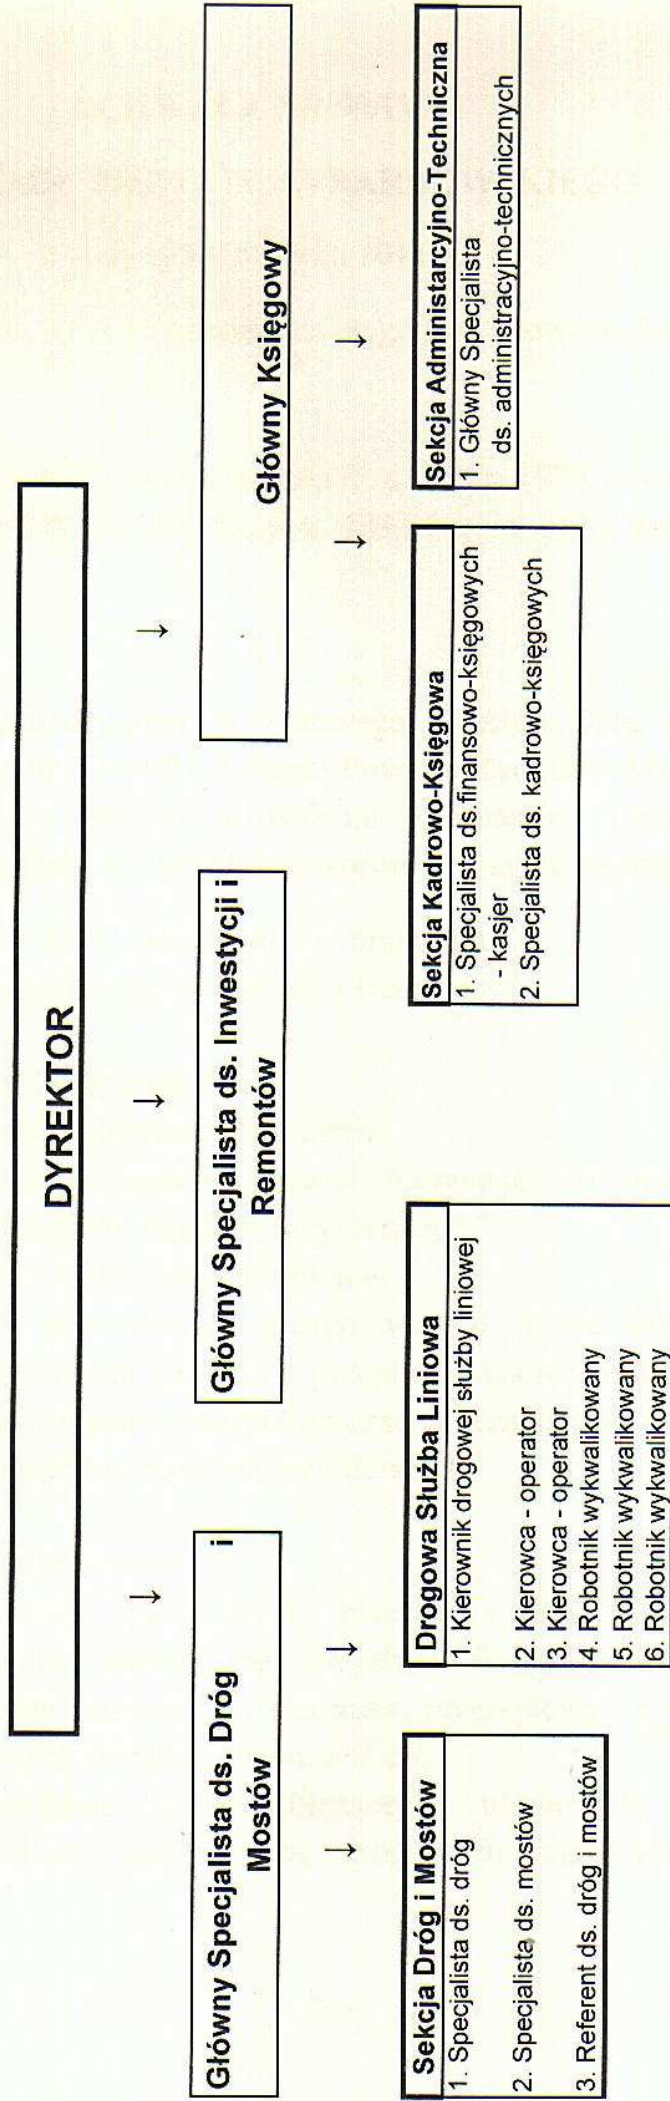 DYREKTOR
↓
↓
↓
Główny Specjalista ds. Dróg i
Mostów
Główny Specjalista ds. Inwestycji i
Remontów
Główny Księgowy
↓
↓
↓
↓
Sekcja Dróg i Mostów
1. Specjalista ds. dróg
2. Specjalista ds. mostów
3. Referent ds. dróg i mostów
Drogowa Służba Liniowa
1. Kierownik drogowej służby liniowej
2. Kierowca - operator
3. Kierowca - operator
4. Robotnik wykwalikowany
5. Robotnik wykwalikowany
6. Robotnik wykwalikowany
Sekcja Kadrowo-Księgowa
1. Specjalista ds.finansowo-księgowych
- kasjer
2. Specjalista ds. kadrowo-księgowych
Sekcja Administarcyjno-Techniczna
1. Główny Specjalista
ds. administracyjno-technicznych